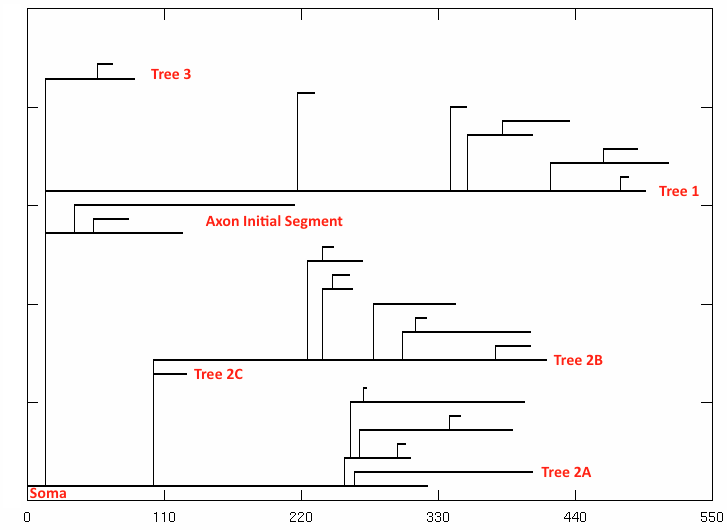 Tree 3
Tree 1
Axon Initial Segment
Tree 2B
Tree 2C
Tree 2A
Soma
0 110 220 330 440 550